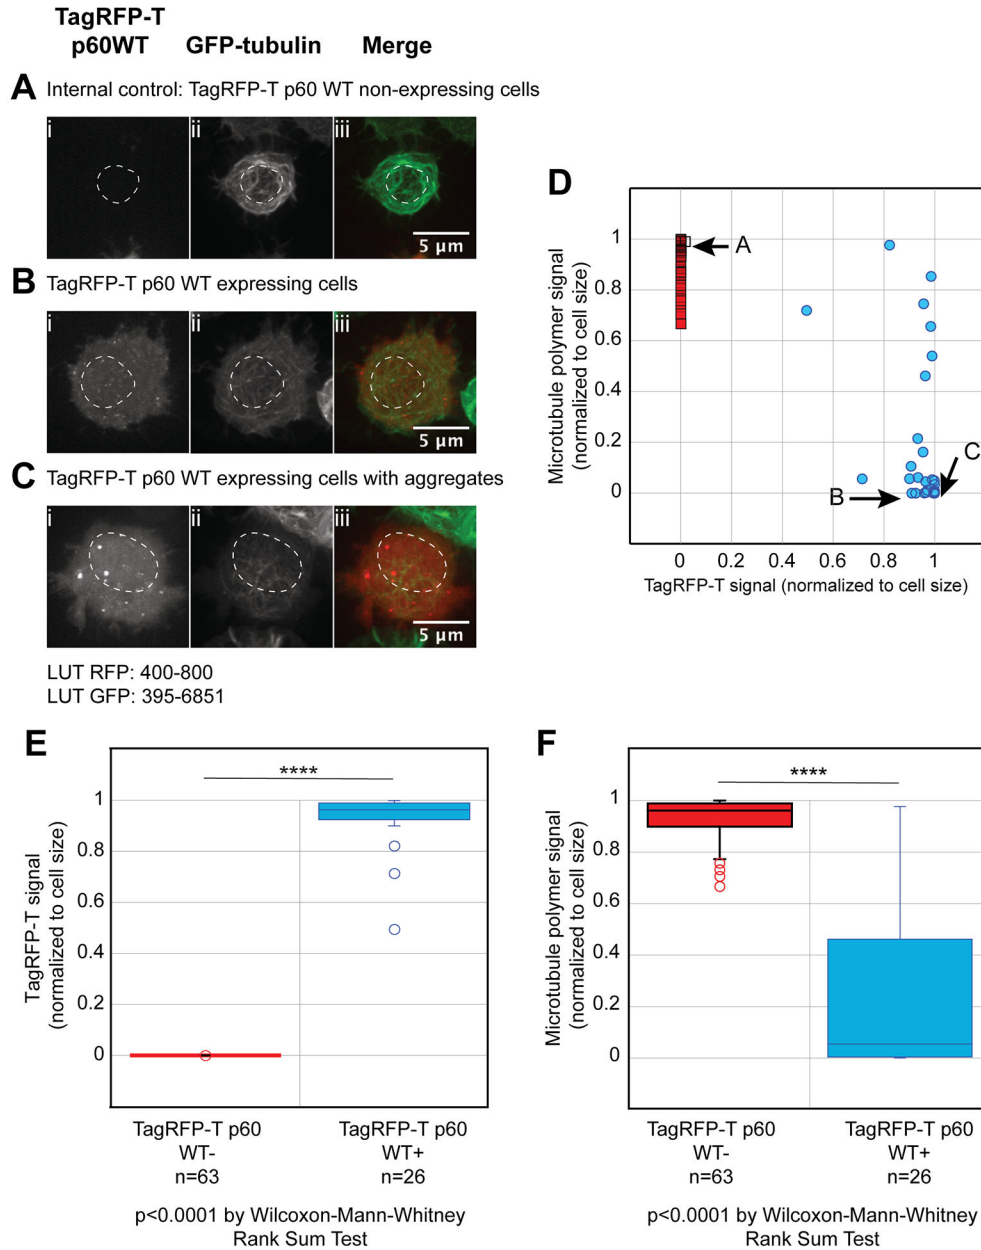 TagRFP-T
p60WT GFP-tubulin Merge
A Internal control: TagRFP-T p60 WT non-expressing cells
i ii iii
5 µm
B TagRFP-T p60 WT expressing cells
i ii iii
5 µm
C TagRFP-T p60 WT expressing cells with aggregates
i ii iii
5 µm
LUT RFP: 400-800
LUT GFP: 395-6851
D
Microtubule polymer signal
(normalized to cell size)
1
0.8
0.6
0.4
0.2
0
A
B
C
0 0.2 0.4 0.6 0.8 1
TagRFP-T signal (normalized to cell size)
E
TagRFP-T signal
(normalized to cell size)
****
1
0.8
0.6
0.4
0.2
0
TagRFP-T p60
WT-
n=63
TagRFP-T p60
WT+
n=26
p<0.0001 by Wilcoxon-Mann-Whitney
Rank Sum Test
F
Microtubule polymer signal
(normalized to cell size)
****
1
0.8
0.6
0.4
0.2
0
TagRFP-T p60
WT-
n=63
TagRFP-T p60
WT+
n=26
p<0.0001 by Wilcoxon-Mann-Whitney
Rank Sum Test